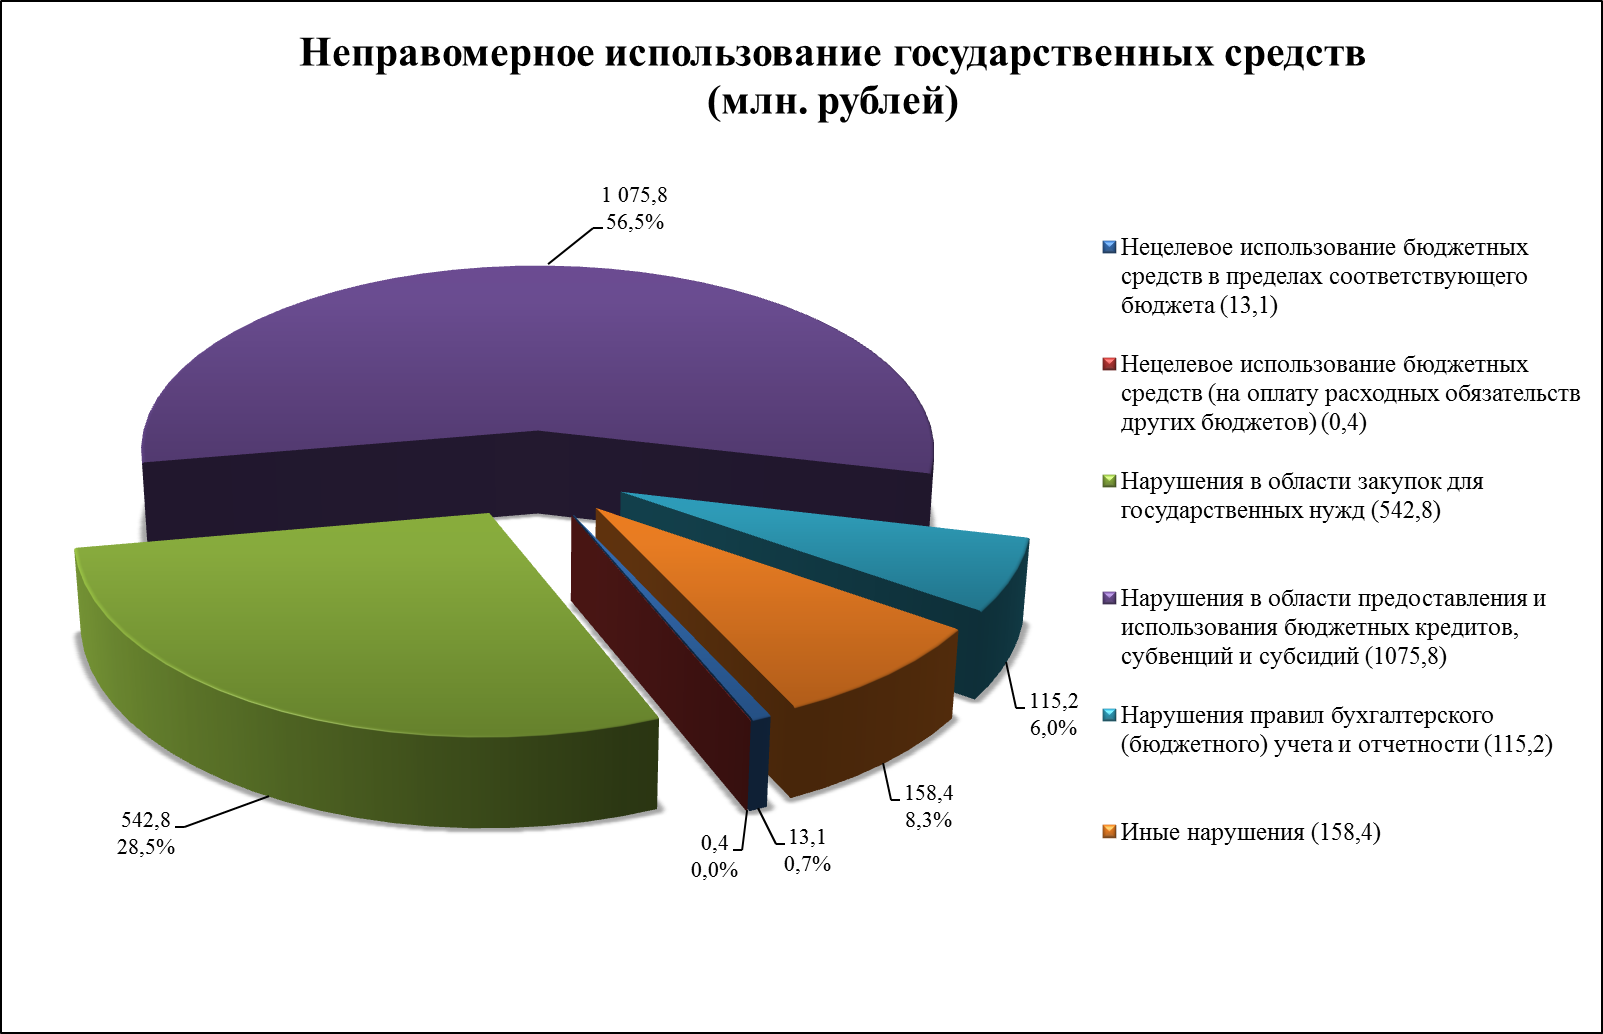 Неправомерное использование государственных средств
(млн. рублей)
1 075,8
56,5%
542,8
28,5%
0,4
0,0%
13,1
0,7%
158,4
8,3%
115,2
6,0%
Нецелевое использование бюджетных
средств в пределах соответствующего
бюджета (13,1)
Нецелевое использование бюджетных
средств (на оплату расходных обязательств
других бюджетов) (0,4)
Нарушения в области закупок для
государственных нужд (542,8)
Нарушения в области предоставления и
использования бюджетных кредитов,
субвенций и субсидий (1075,8)
Нарушения правил бухгалтерского
(бюджетного) учета и отчетности (115,2)
Иные нарушения (158,4)